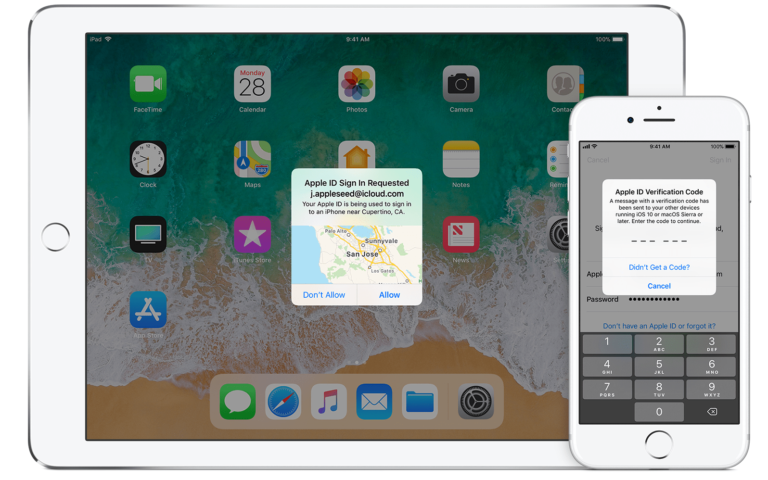 iPad
9:41 AM
100%
FaceTime
Monday
28
Calendar
Photos
Camera
Clock
Maps
Notes
TV
iTunes Store
News
App Store
Apple ID Sign In Requested
j.appleseed@icloud.com
Your Apple ID is being used to sign in
to an iPhone near Cupertino, CA.
Palo Alto
Sunnyvale
San Jose
Los Gatos
Don't Allow
Allow
9:41 AM
100%
Cancel
Sign In
Apple ID Verification Code
A message with a verification code has
been sent to your other devices
running iOS 10 or macOS Sierra or
later. Enter the code to continue.
Didn't Get a Code?
Cancel
Password
Don't have an Apple ID or forgot it?
1
2
ABC
3
DEF
4
GHI
5
JKL
6
MNO
7
PQRS
8
TUV
9
WXYZ
0